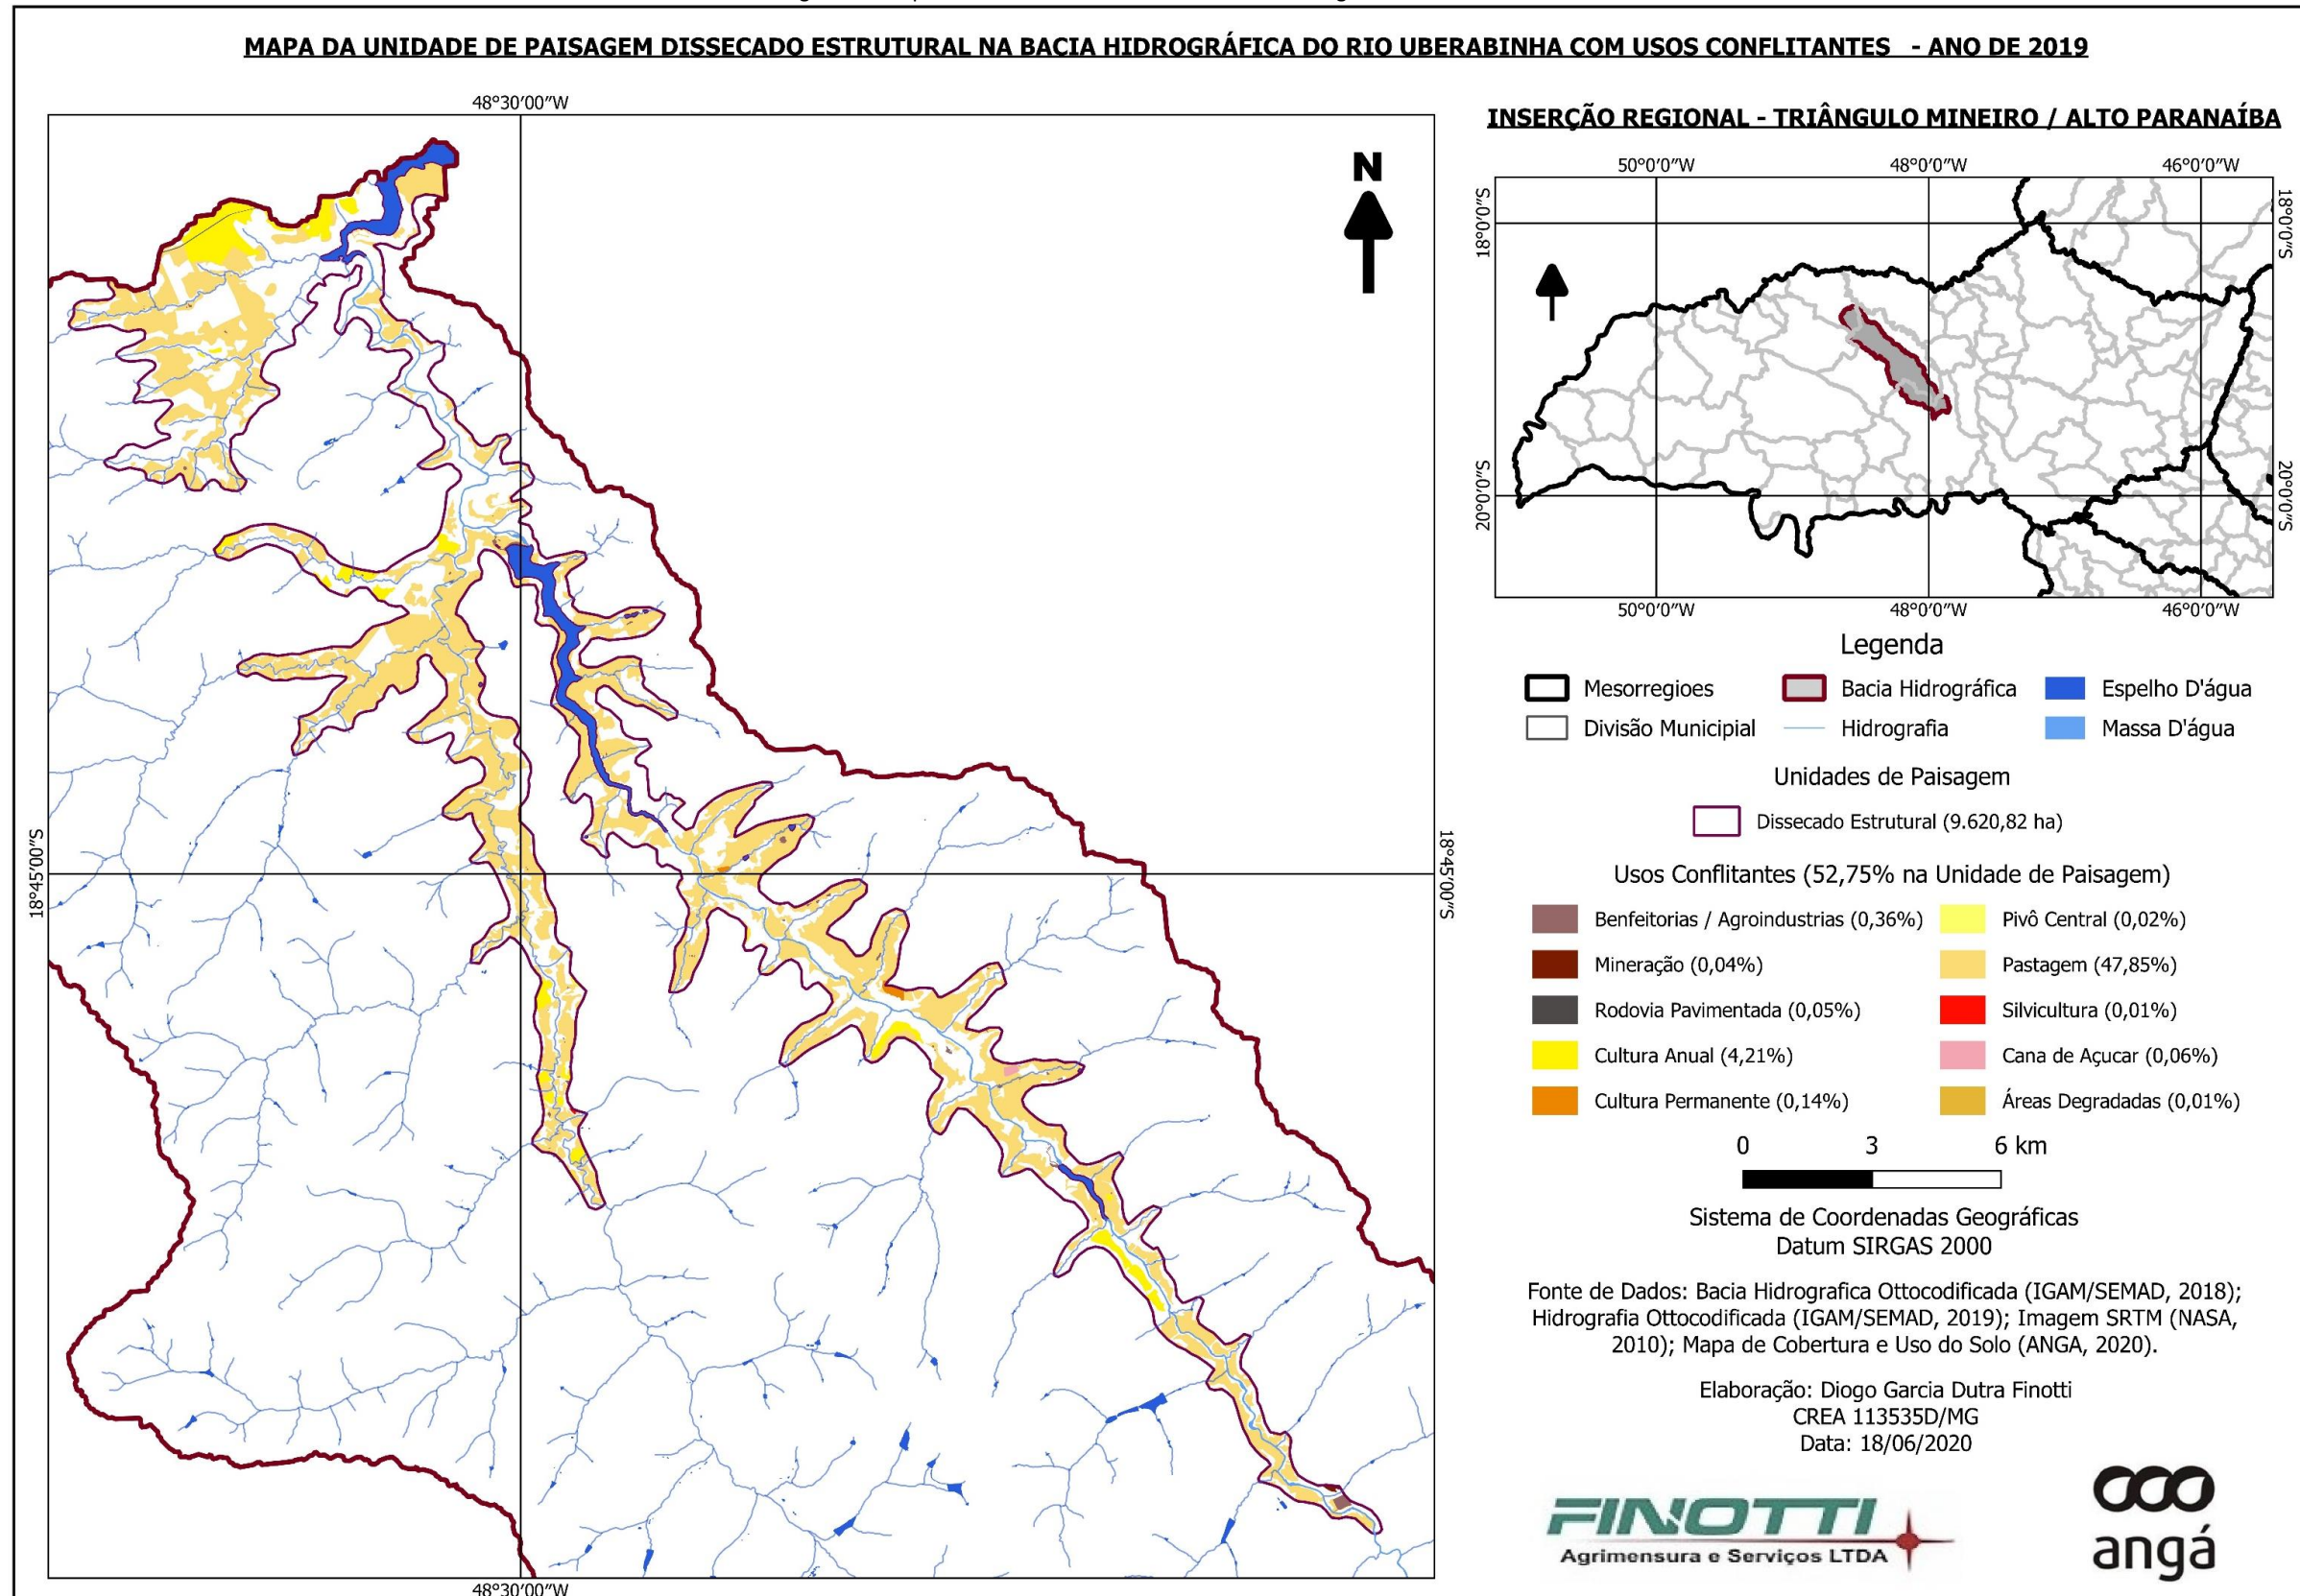 MAPA DA UNIDADE DE PAISAGEM DISSECADO ESTRUTURAL NA BACIA HIDROGRÁFICA DO RIO UBERABINHA COM USOS CONFLITANTES - ANO DE 2019
48°30'00"W
N
18°45'00"S
18°45'00"S
48°30'00"W
INSERÇÃO REGIONAL - TRIÂNGULO MINEIRO / ALTO PARANAÍBA
50°0'0"W 48°0'0"W 46°0'0"W
18°0'0"S
18°0'0"S
20°0'0"S
20°0'0"S
50°0'0"W 48°0'0"W 46°0'0"W
Legenda
Mesorregioes Bacia Hidrográfica Espelho D'água
Divisão Municipal Hidrografia Massa D'água
Unidades de Paisagem
Dissecado Estrutural (9.620,82 ha)
Usos Conflitantes (52,75% na Unidade de Paisagem)
Benfeitorias / Agroindustrias (0,36%) Pivô Central (0,02%)
Mineração (0,04%) Pastagem (47,85%)
Rodovia Pavimentada (0,05%) Silvicultura (0,01%)
Cultura Anual (4,21%) Cana de Açucar (0,06%)
Cultura Permanente (0,14%) Áreas Degradadas (0,01%)
0 3 6 km
Sistema de Coordenadas Geográficas
Datum SIRGAS 2000
Fonte de Dados: Bacia Hidrografica Ottocodificada (IGAM/SEMAD, 2018);
Hidrografia Ottocodificada (IGAM/SEMAD, 2019); Imagem SRTM (NASA,
2010); Mapa de Cobertura e Uso do Solo (ANGA, 2020).
Elaboração: Diogo Garcia Dutra Finotti
CREA 113535D/MG
Data: 18/06/2020
FINOTTI
Agrimensura e Serviços LTDA
angá